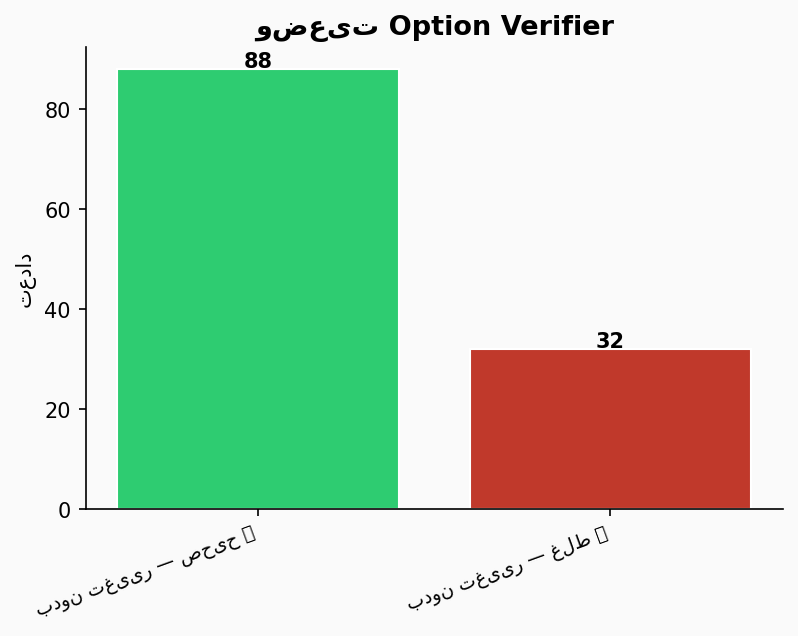 وضعیت Option Verifier
88
80
60
40
32
20
0
تعداد
بدون تغییر — صحیح
بدون تغییر — غلط